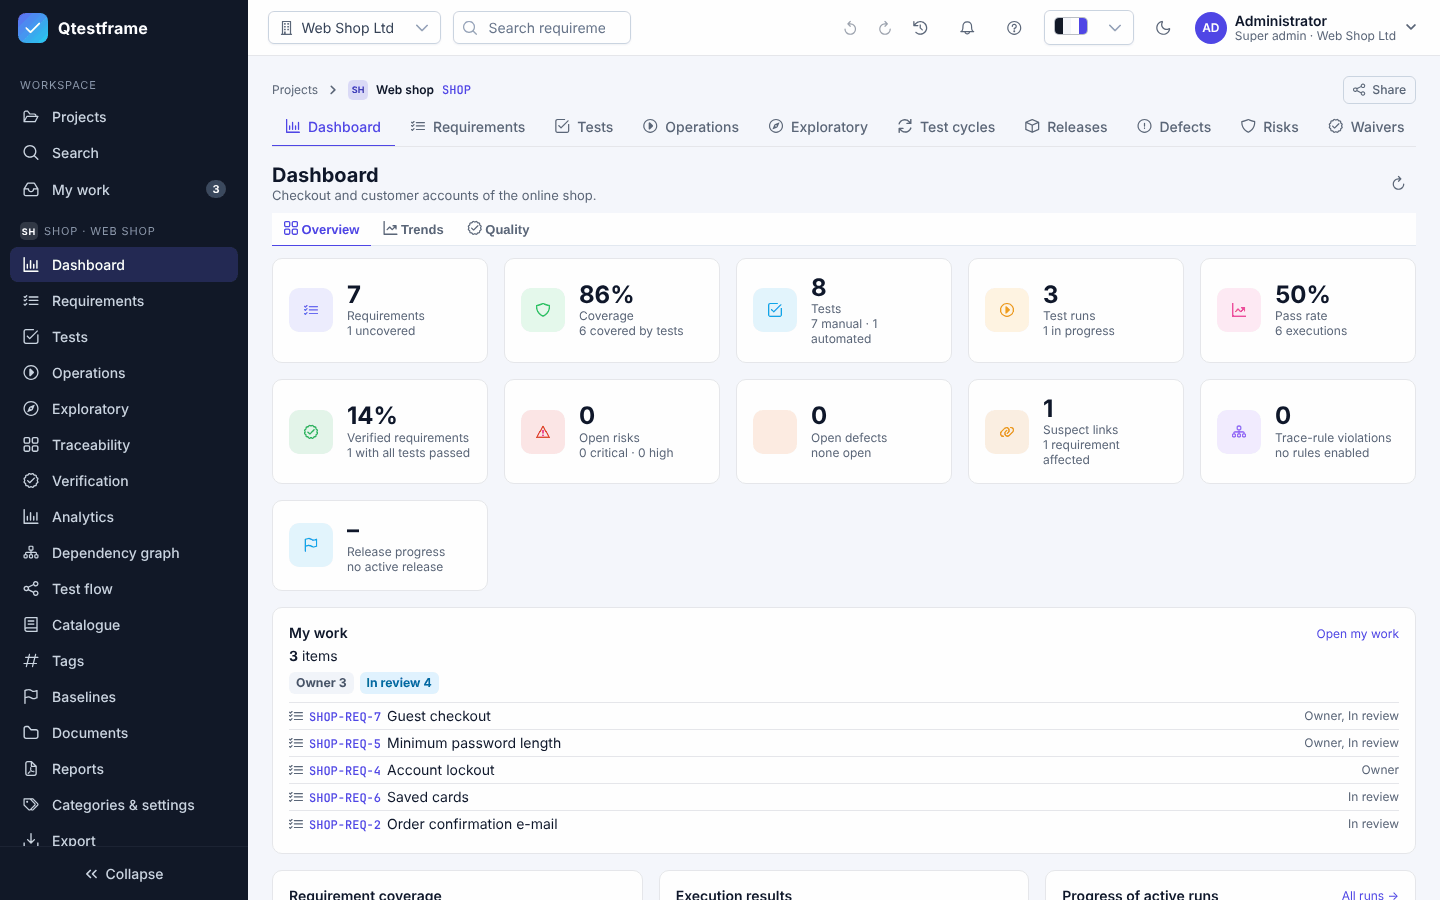 Qtestframe
Web Shop Ltd
Search requireme
AD
Administrator
Super admin · Web Shop Ltd
WORKSPACE
Projects
Search
My work
3
SH
SHOP · WEB SHOP
Dashboard
Requirements
Tests
Operations
Exploratory
Traceability
Verification
Analytics
Dependency graph
Test flow
Catalogue
Tags
Baselines
Documents
Reports
Categories & settings
Export
Collapse
Projects
SH
Web shop
SHOP
Share
Dashboard
Requirements
Tests
Operations
Exploratory
Test cycles
Releases
Defects
Risks
Waivers
Dashboard
Checkout and customer accounts of the online shop.
Overview
Trends
Quality
7
Requirements
1 uncovered
86%
Coverage
6 covered by tests
8
Tests
7 manual · 1
automated
3
Test runs
1 in progress
50%
Pass rate
6 executions
14%
Verified requirements
1 with all tests passed
0
Open risks
0 critical · 0 high
0
Open defects
none open
1
Suspect links
1 requirement
affected
0
Trace-rule violations
no rules enabled
–
Release progress
no active release
My work
Open my work
3 items
Owner 3
In review 4
SHOP-REQ-7 Guest checkout
Owner, In review
SHOP-REQ-5 Minimum password length
Owner, In review
SHOP-REQ-4 Account lockout
Owner
SHOP-REQ-6 Saved cards
In review
SHOP-REQ-2 Order confirmation e-mail
In review
Requirement coverage
Execution results
Progress of active runs
All runs →